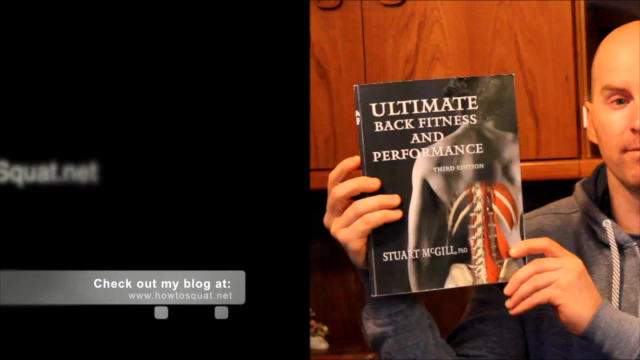 Squat.net
Check out my blog at:
www.howtosquat.net
ULTIMATE
BACK FITNESS
AND
PERFORMANCE
THIRD EDITION
STUART McGILL, PhD